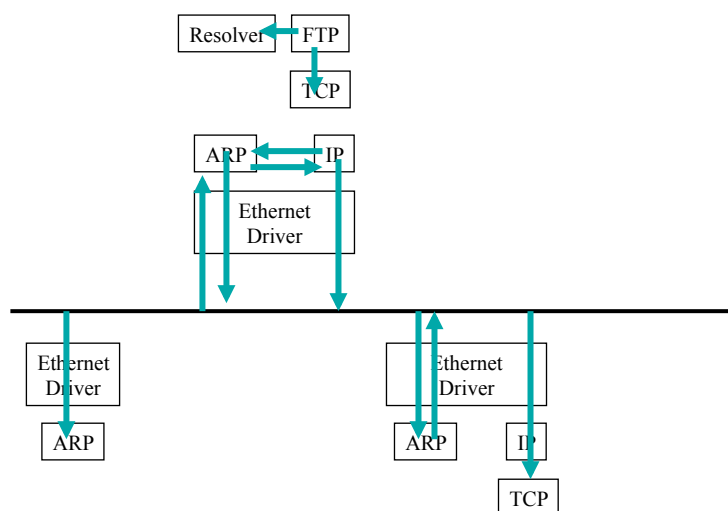 Resolver
FTP
TCP
ARP
IP
Ethernet
Driver
Ethernet
Driver
Ethernet
Driver
ARP
ARP
IP
TCP